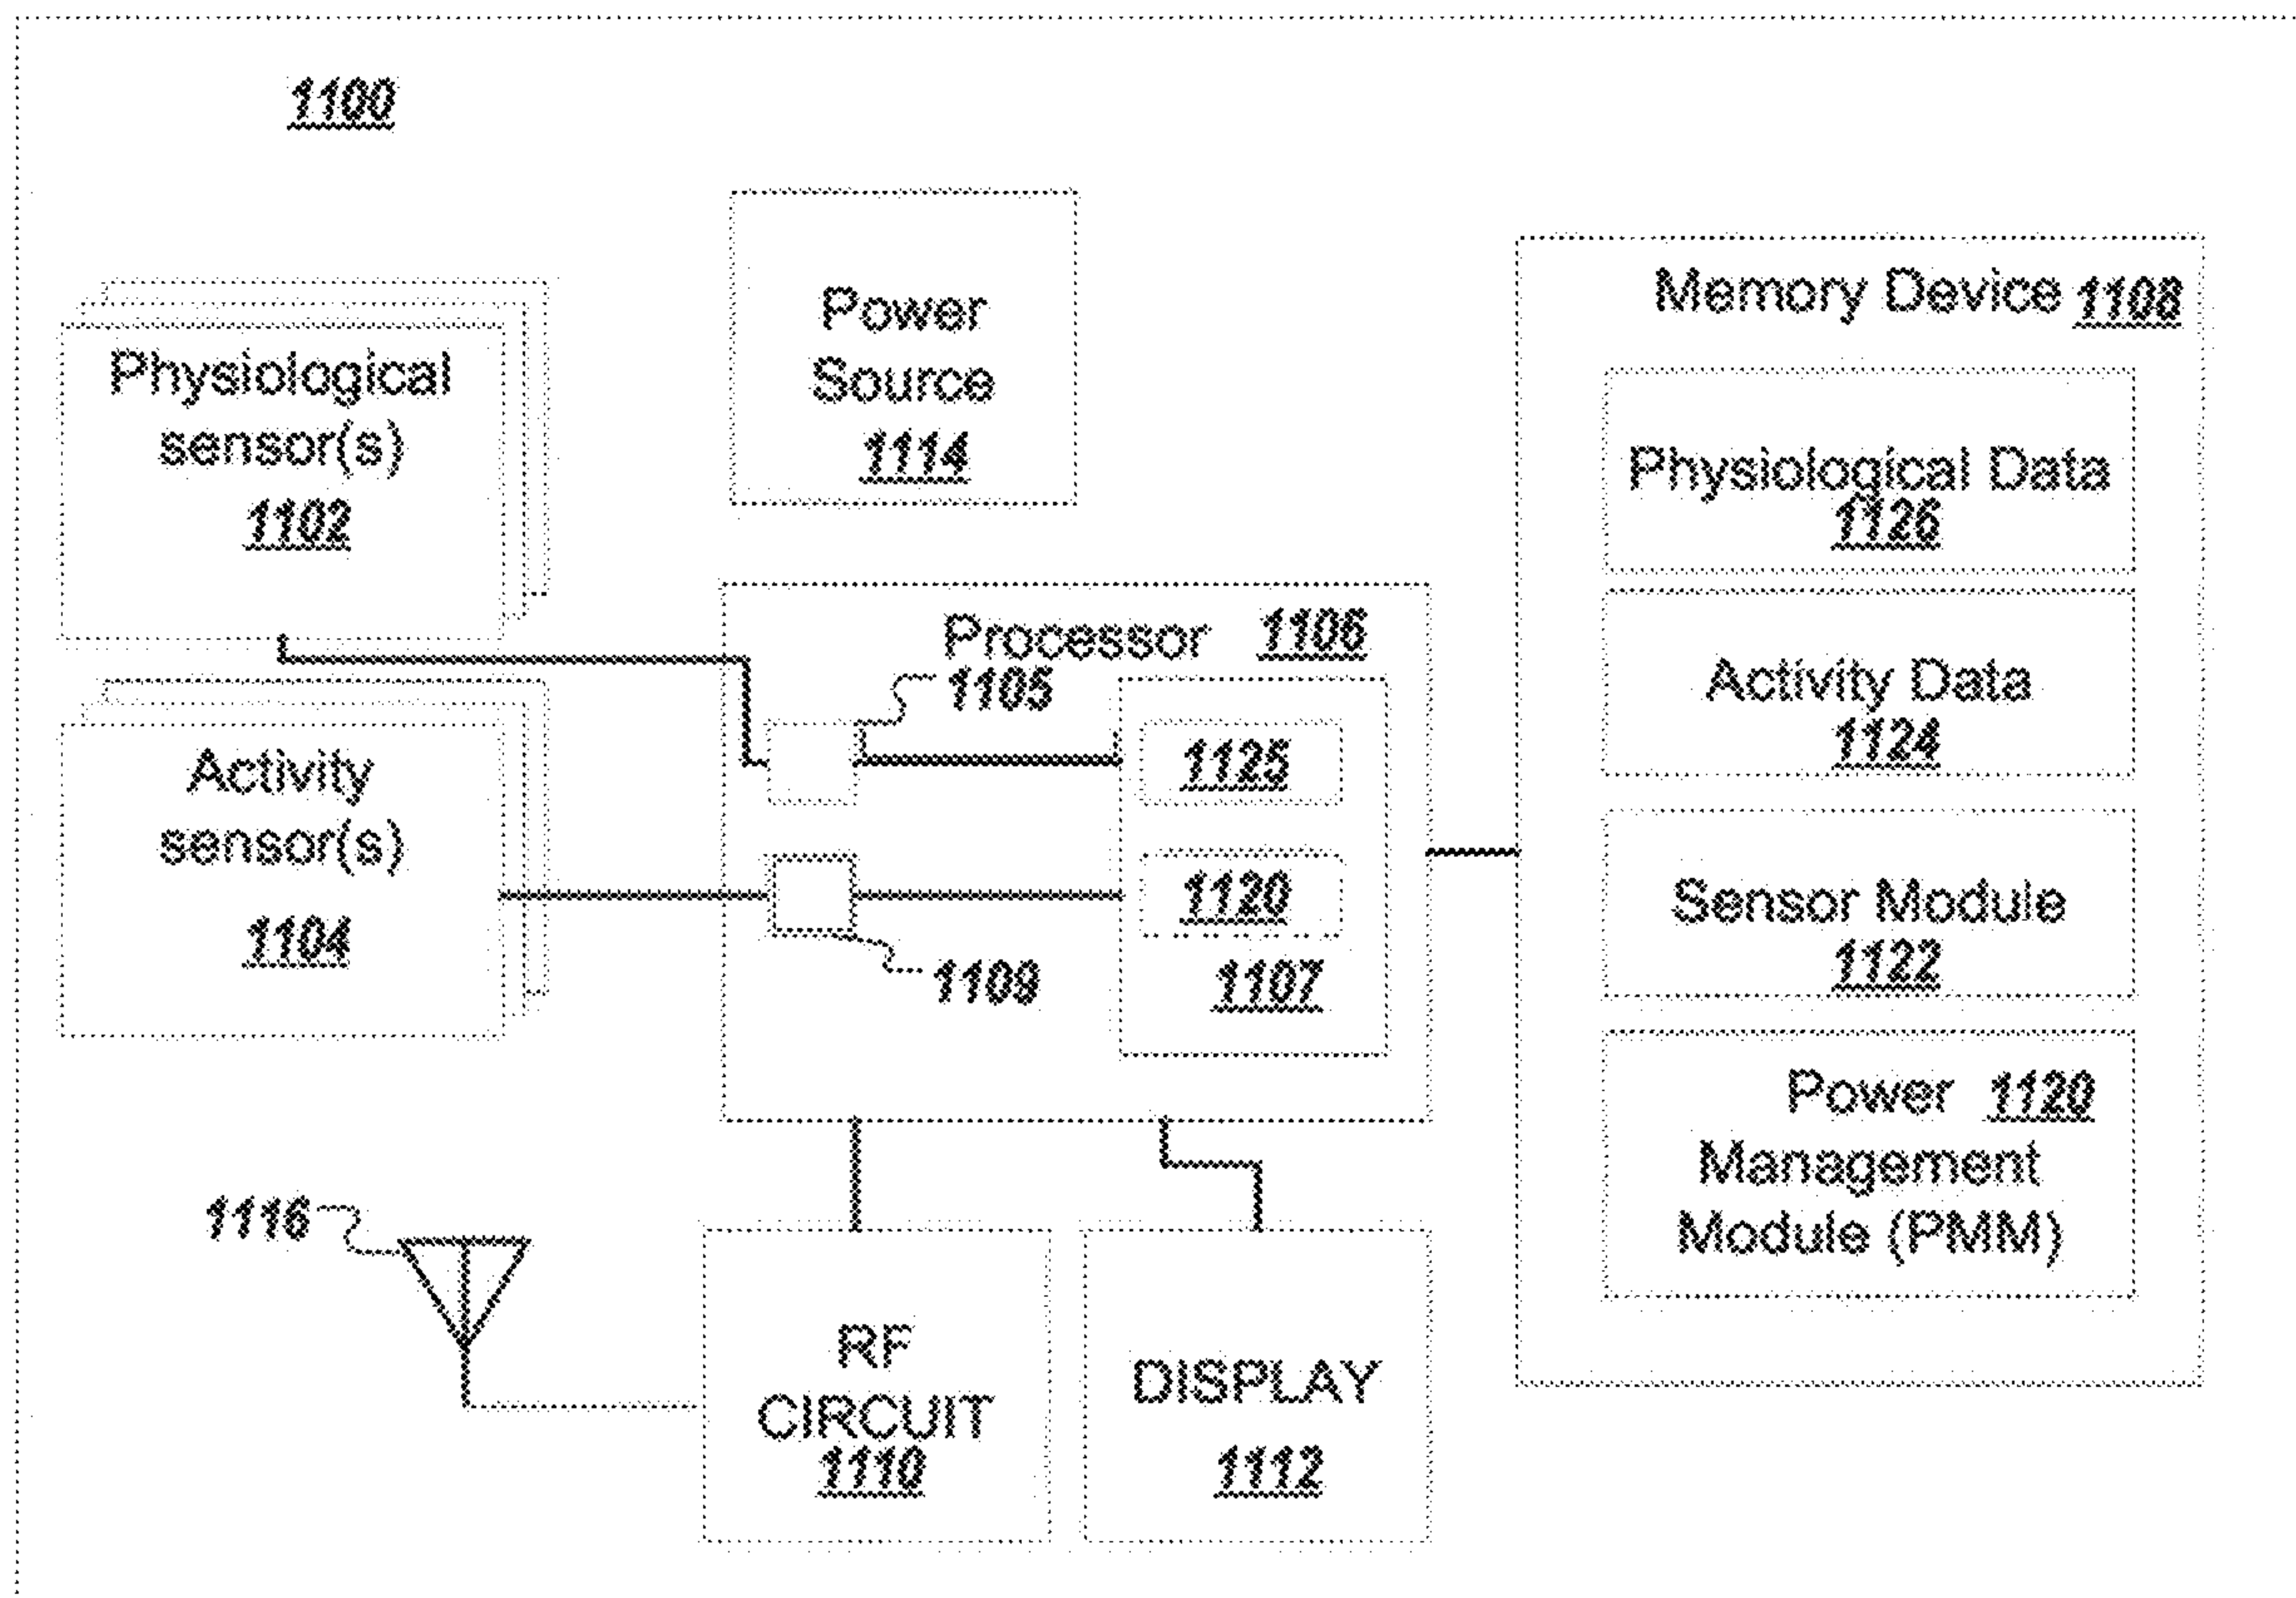 1100
Physiological
sensor(s)
1102
Activity
sensor(s)
1104
Power
Source
1114
Processor 1106
1105
1125
1120
1109
1107
1116
RF
CIRCUIT
1110
DISPLAY
1112
Memory Device 1108
Physiological Data
1126
Activity Data
1124
Sensor Module
1122
Power 1120
Management
Module (PMM)